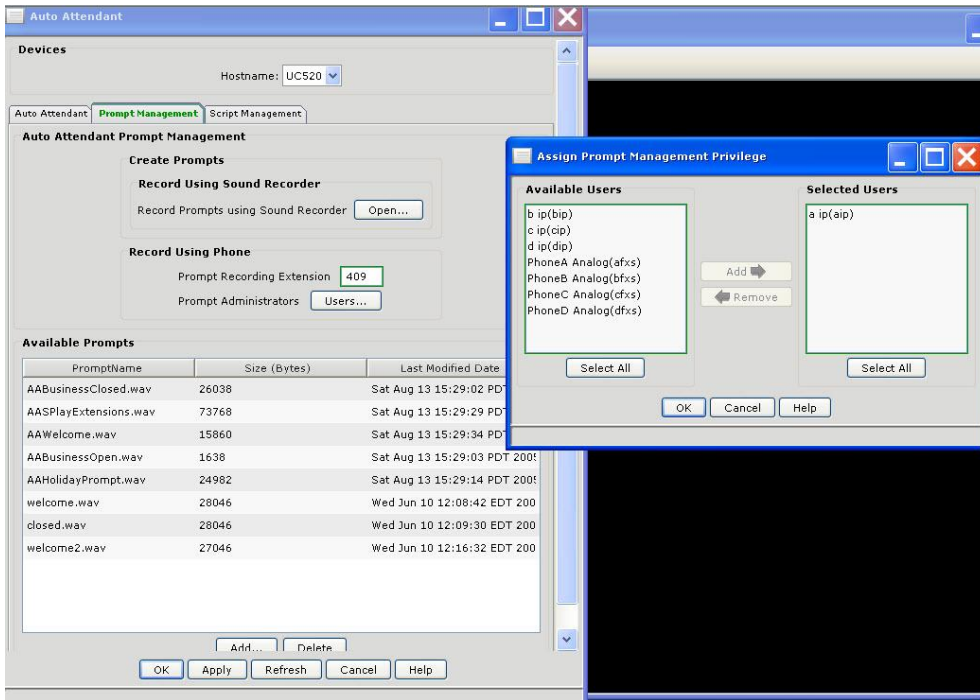 Auto Attendant
Devices
Hostname: UC520
Auto Attendant Prompt Management Script Management
Auto Attendant Prompt Management
Create Prompts
Record Using Sound Recorder
Record Prompts using Sound Recorder Open...
Record Using Phone
Prompt Recording Extension 409
Prompt Administrators Users...
Available Prompts
PromptName Size (Bytes) Last Modified Date
AABusinessClosed.wav 26038 Sat Aug 13 15:29:02 PDT
AASPlayExtensions.wav 73768 Sat Aug 13 15:29:29 PDT
AAWelcome.wav 15860 Sat Aug 13 15:29:34 PDT
AABusinessOpen.wav 1638 Sat Aug 13 15:29:03 PDT 2005
AAHolidayPrompt.wav 24982 Sat Aug 13 15:29:14 PDT 2005
welcome.wav 28046 Wed Jun 10 12:08:42 EDT 200
closed.wav 28046 Wed Jun 10 12:09:30 EDT 200
welcome2.wav 27046 Wed Jun 10 12:16:32 EDT 200
Add... Delete
OK Apply Refresh Cancel Help
Assign Prompt Management Privilege
Available Users
b ip(bip)
c ip(cip)
d ip(dip)
PhoneA Analog(afxs)
PhoneB Analog(bfxs)
PhoneC Analog(cfxs)
PhoneD Analog(dfxs)
Select All
Add
Remove
Selected Users
a ip(aip)
Select All
OK Cancel Help